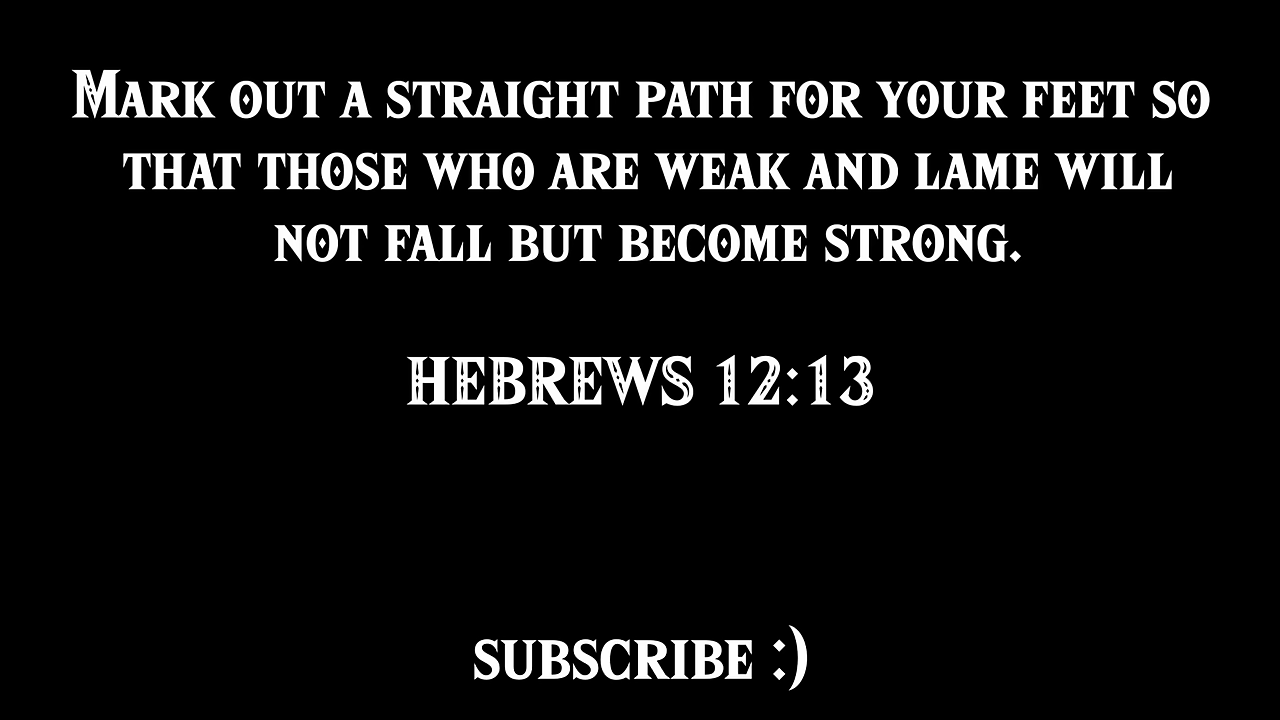 Mark out a straight path for your feet so
that those who are weak and lame will
not fall but become strong.
HEBREWS 12:13
SUBSCRIBE :)